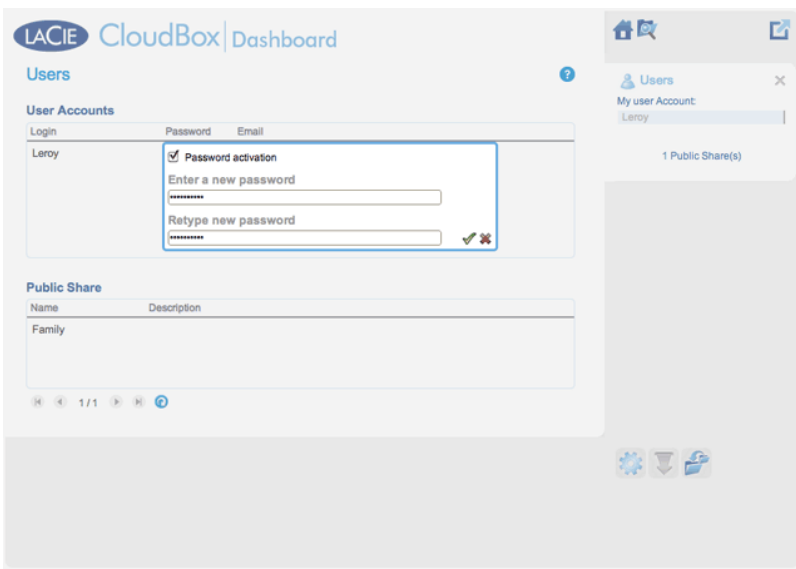 LACIE CloudBox Dashboard
Users
?
User Accounts
Login Password Email
Leroy
Password activation
Enter a new password
••••••••••
Retype new password
••••••••••
Public Share
Name Description
Family
1 / 1
Users
My user Account:
Leroy
1 Public Share(s)